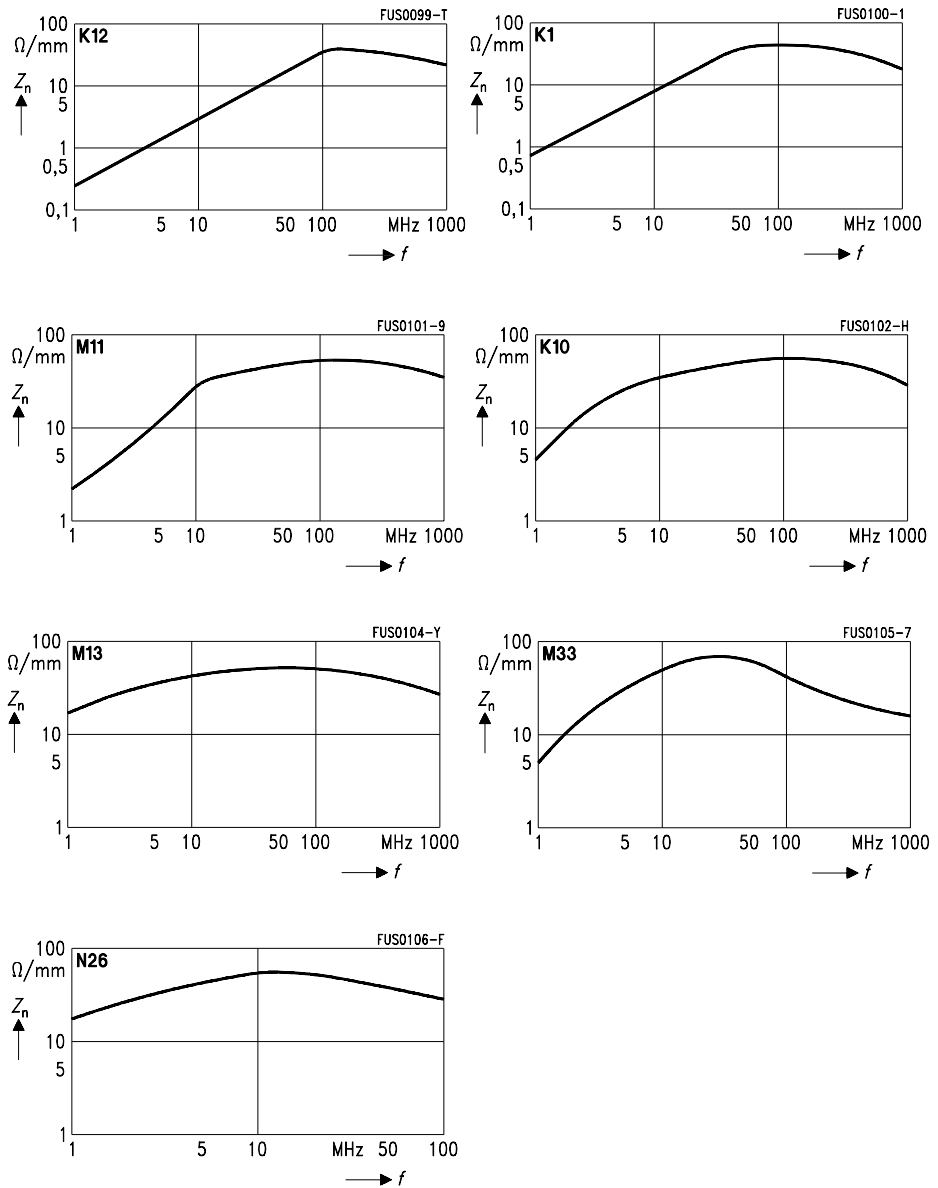 FUS0099-T
100
Ω/mm
K12
Zn
10
5
1
0,5
0,1
1 5 10 50 100 MHz 1000
f
FUS0100-1
100
Ω/mm
K1
Zn
10
5
1
0,5
0,1
1 5 10 50 100 MHz 1000
f
FUS0101-9
100
Ω/mm
M11
Zn
10
5
1
1 5 10 50 100 MHz 1000
f
FUS0102-H
100
Ω/mm
K10
Zn
10
5
1
1 5 10 50 100 MHz 1000
f
FUS0104-Y
100
Ω/mm
M13
Zn
10
5
1
1 5 10 50 100 MHz 1000
f
FUS0105-7
100
Ω/mm
M33
Zn
10
5
1
1 5 10 50 100 MHz 1000
f
FUS0106-F
100
Ω/mm
N26
Zn
10
5
1
1 5 10 MHz 50 100
f